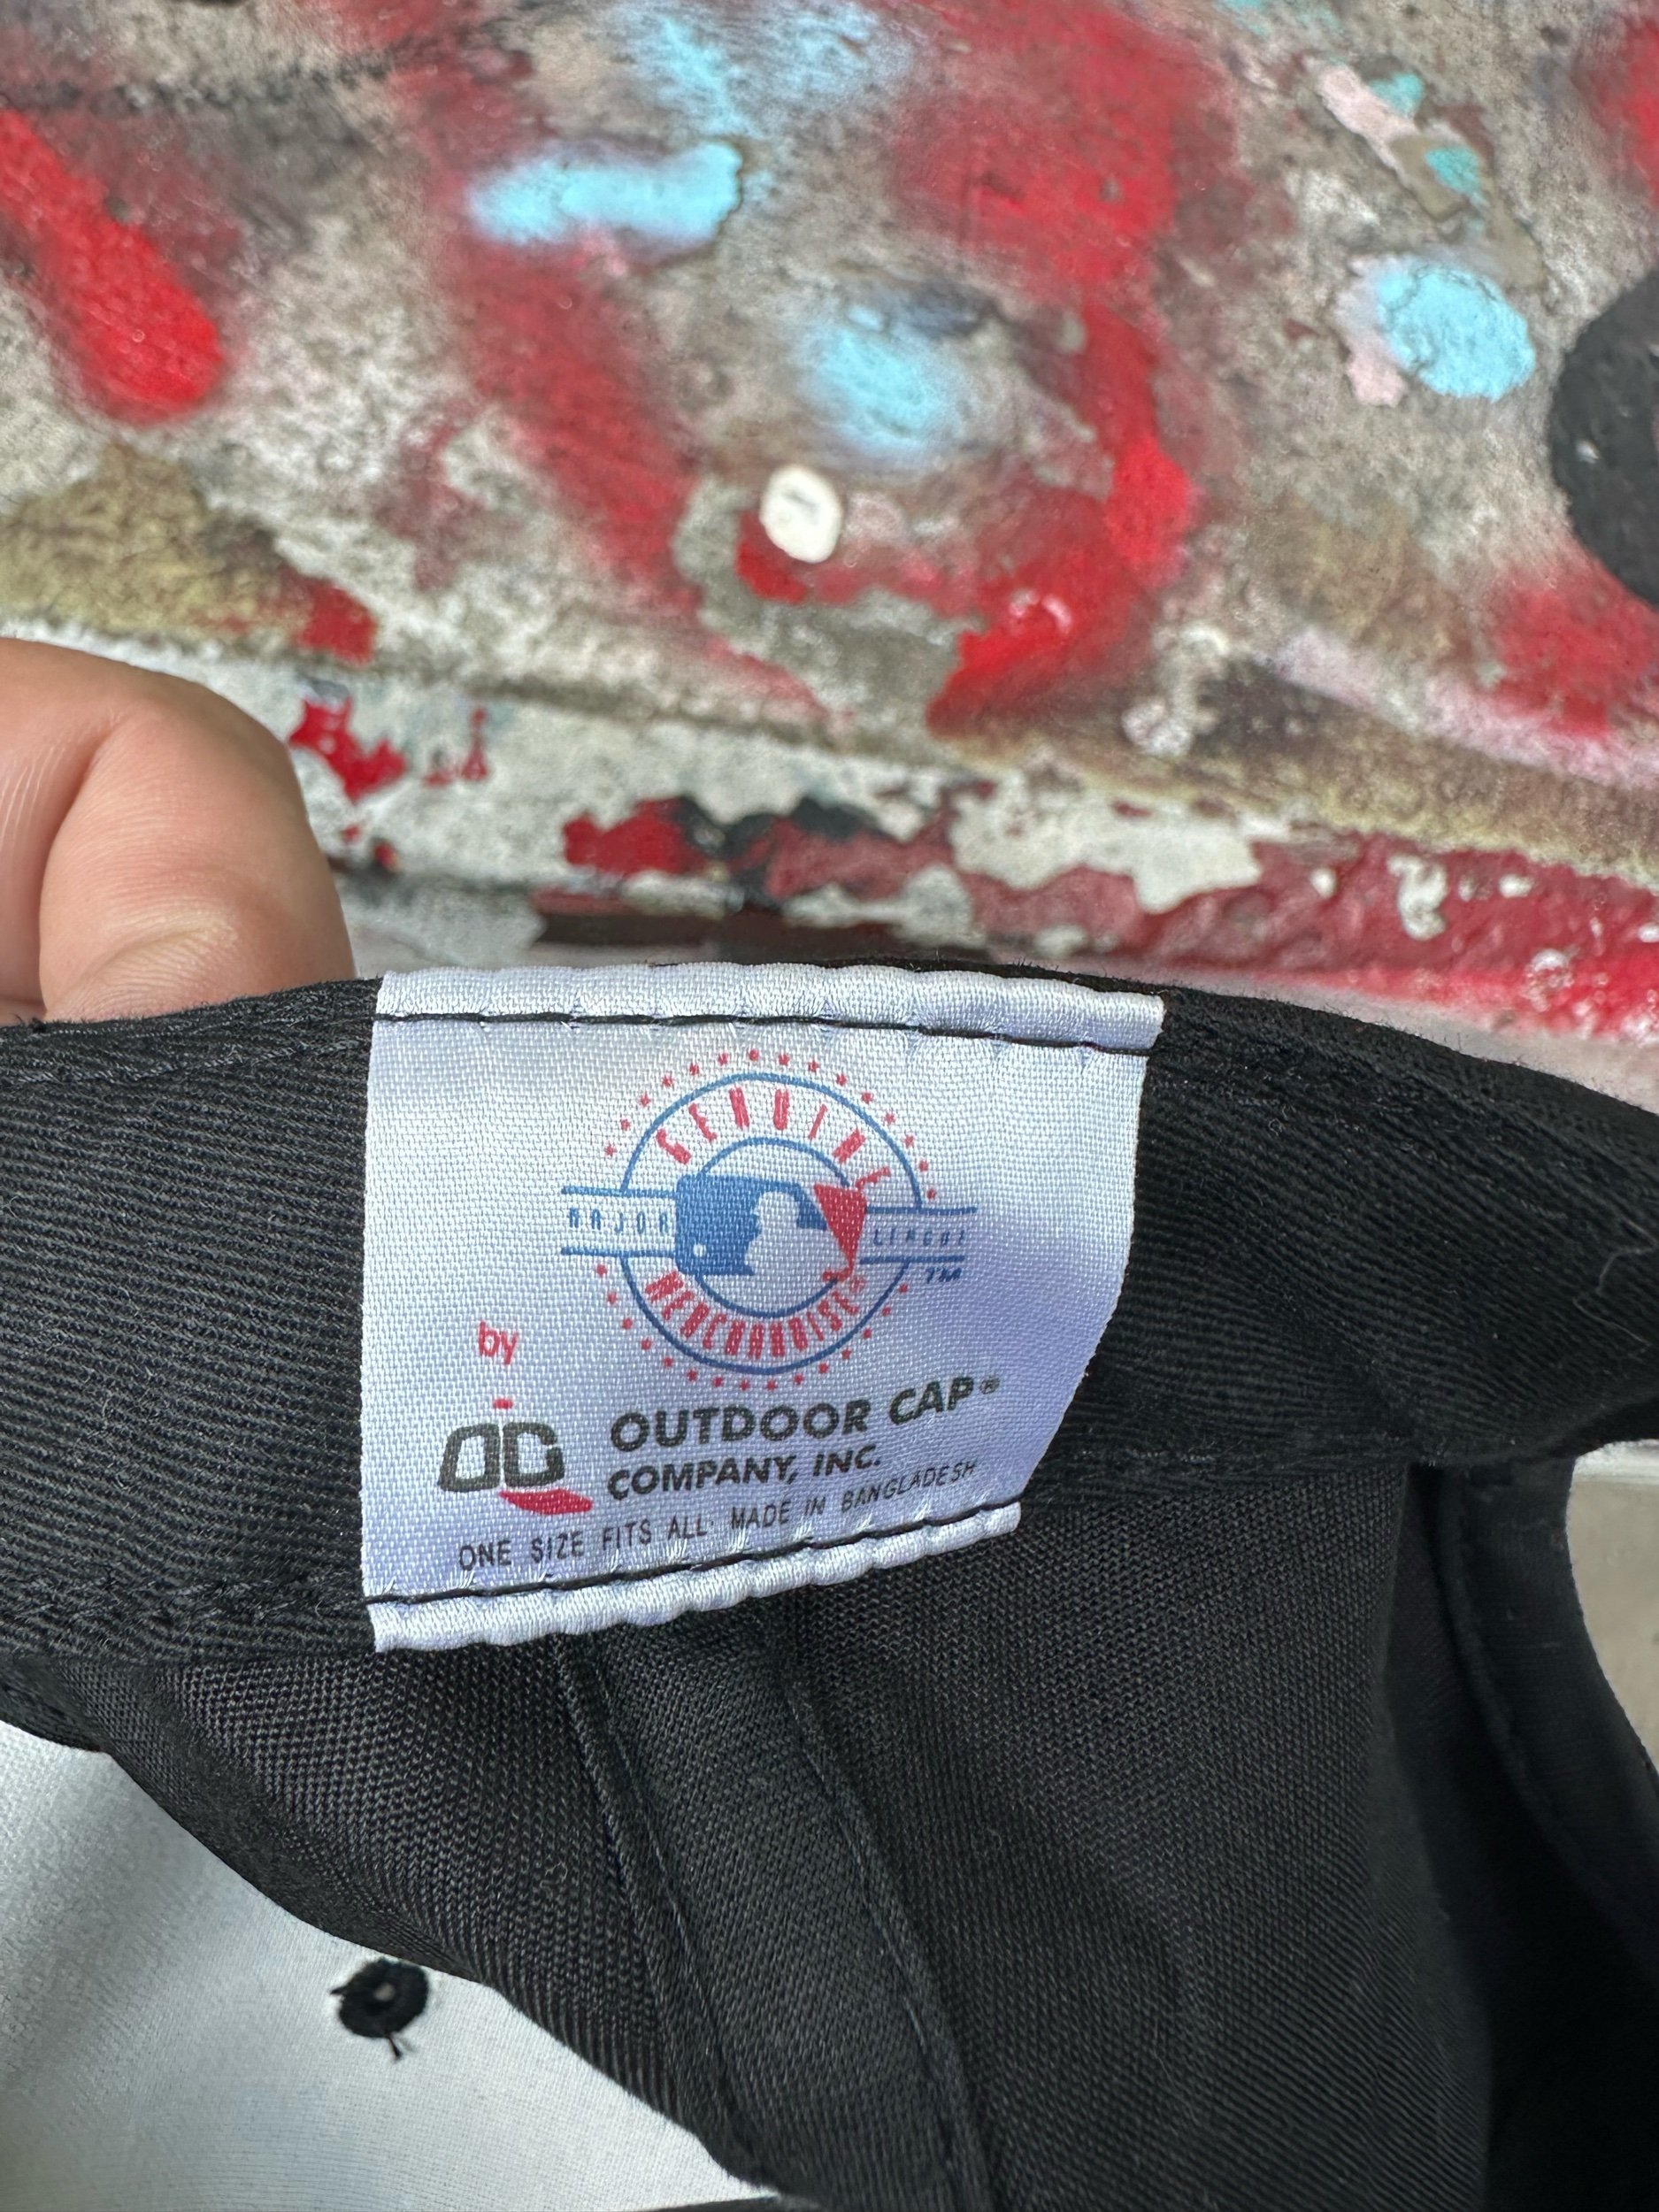 GENUINE
MAJOR LEAGUE
TM
MERCHANDISE®
by
OC OUTDOOR CAP®
COMPANY, INC.
ONE SIZE FITS ALL MADE IN BANGLADESH